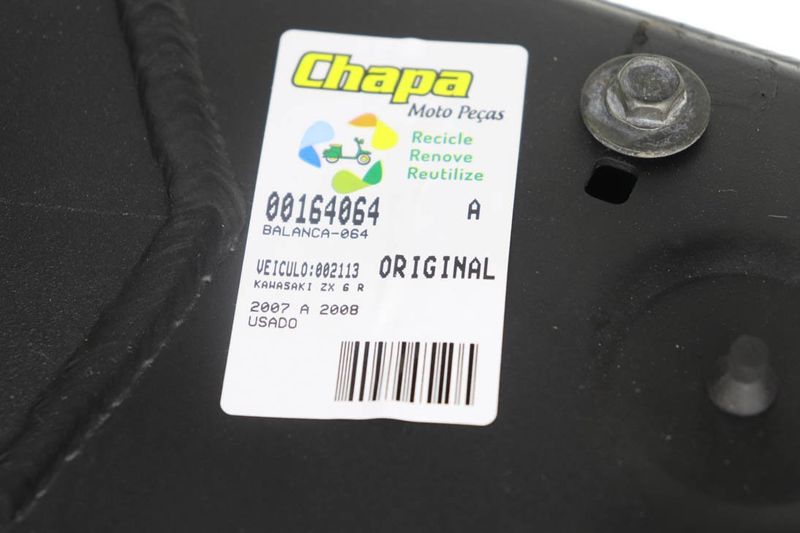 Chapa
Moto Peças
Recicle
Renove
Reutilize
00164064 A
BALANCA-064
VEICULO:002113 ORIGINAL
KAWASAKI ZX 6 R
2007 A 2008
USADO